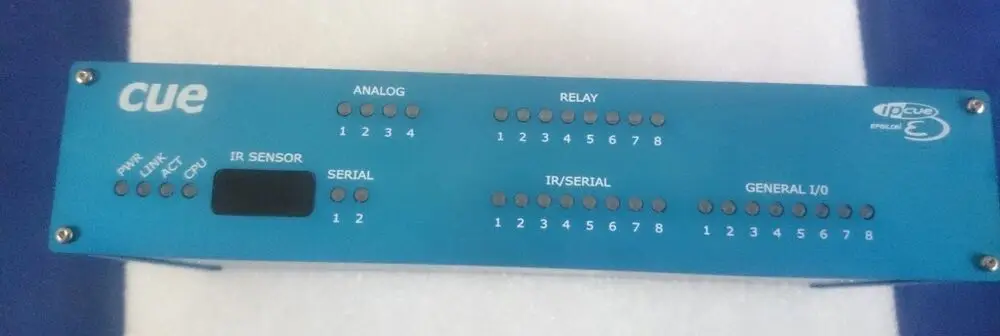 cue
ANALOG
1 2 3 4
RELAY
1 2 3 4 5 6 7 8
ipcue
EPSILON
PWR LINK ACT CPU
IR SENSOR
SERIAL
1 2
IR/SERIAL
1 2 3 4 5 6 7 8
GENERAL I/0
1 2 3 4 5 6 7 8